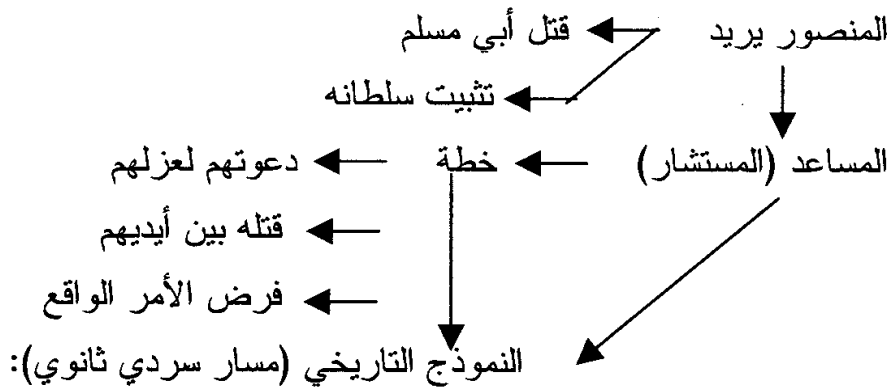 المنصور يريد قتل أبي مسلم
تثبيت سلطانه
المساعد (المستشار) خطة دعوتهم لعزلهم
قتله بين أيديهم
فرض الأمر الواقع
النموذج التاريخي (مسار سردي ثانوي):